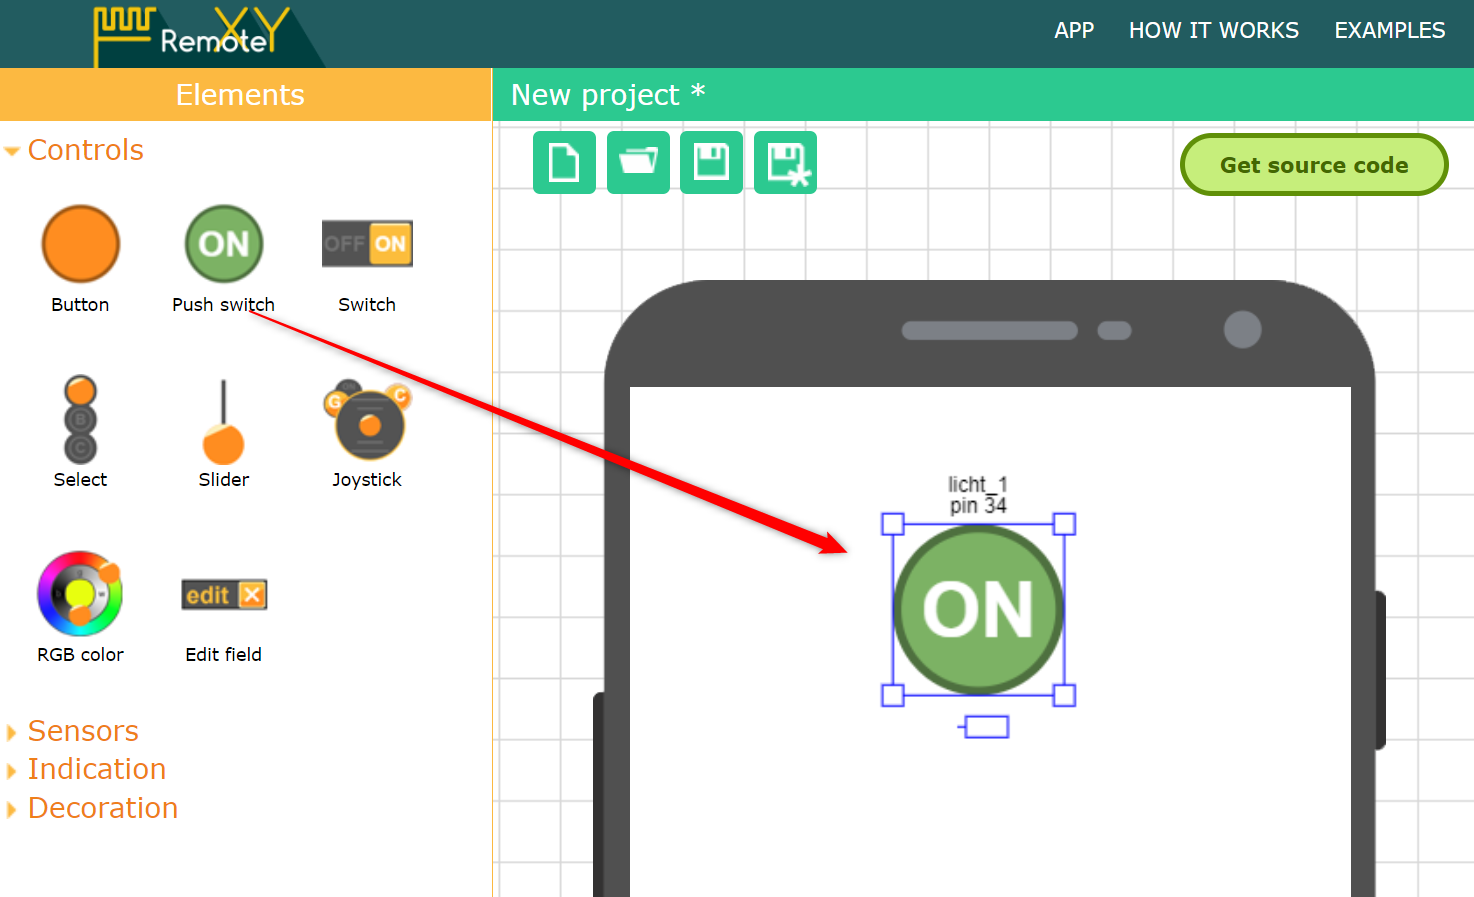 RemoteXY
APP
HOW IT WORKS
EXAMPLES
Elements
New project *
Controls
Get source code
ON
OFF ON
Button
Push switch
Switch
B
C
G
C
Select
Slider
Joystick
licht_1
pin 34
ON
edit
RGB color
Edit field
Sensors
Indication
Decoration